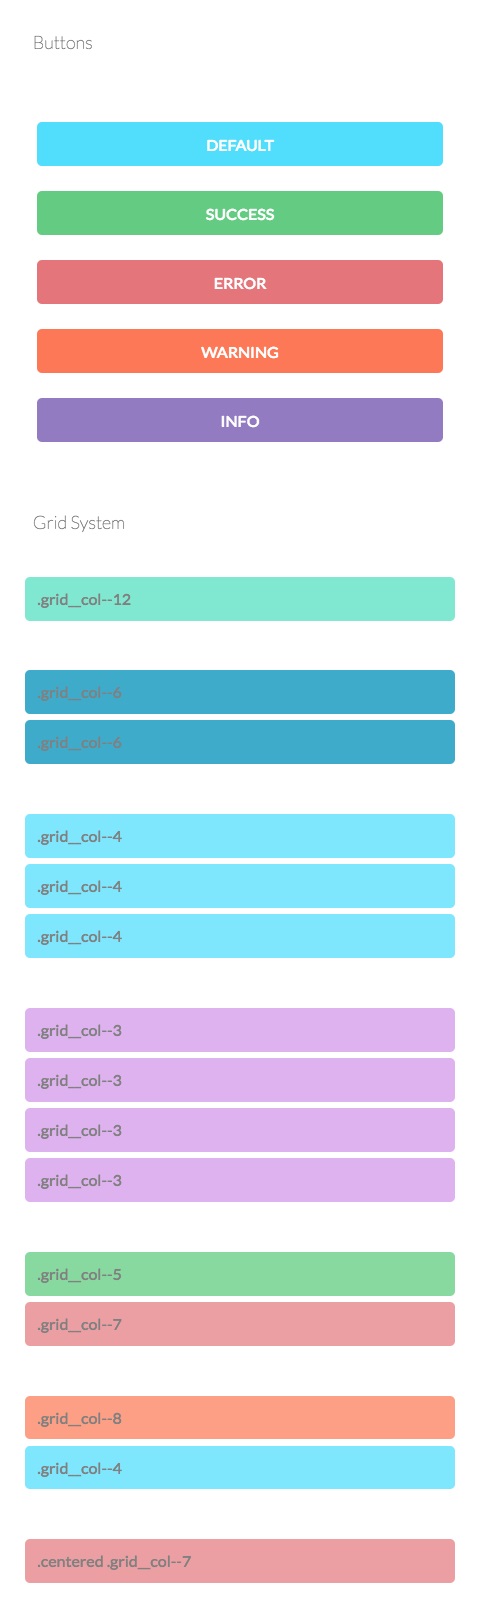 Buttons
DEFAULT
SUCCESS
ERROR
WARNING
INFO
Grid System
.grid__col--12
.grid__col--6
.grid__col--6
.grid__col--4
.grid__col--4
.grid__col--4
.grid__col--3
.grid__col--3
.grid__col--3
.grid__col--3
.grid__col--5
.grid__col--7
.grid__col--8
.grid__col--4
.centered .grid__col--7